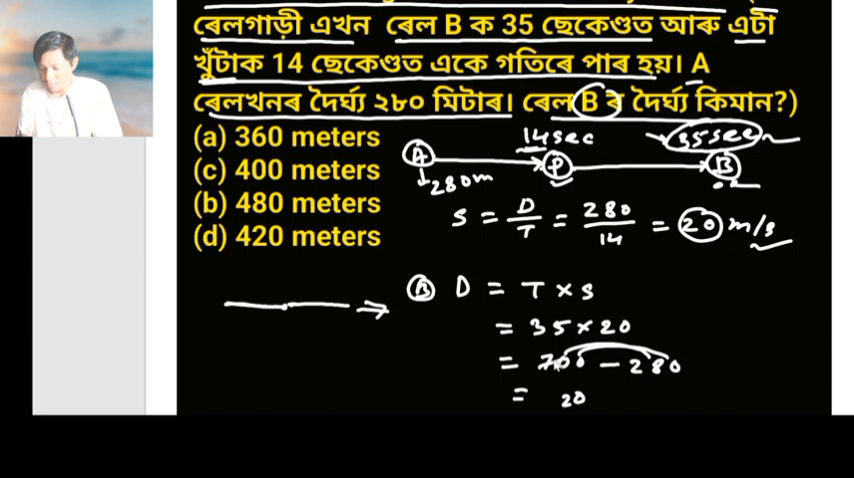 ৰেলগাড়ী এখন ৰেল B ক 35 ছেকেণ্ডত আৰু এটা
খুঁটাক 14 ছেকেণ্ডত একে গতিৰে পাৰ হয়। A
ৰেলখনৰ দৈৰ্ঘ্য ২৮০ মিটাৰ। ৰেল B ৰ দৈৰ্ঘ্য কিমান?)
(a) 360 meters
(c) 400 meters
(b) 480 meters
(d) 420 meters
14sec 35sec
A P B
280m
S = D/T = 280/14 = 20 m/s
B D = T × S
= 35 × 20
= 700 - 280
= 20